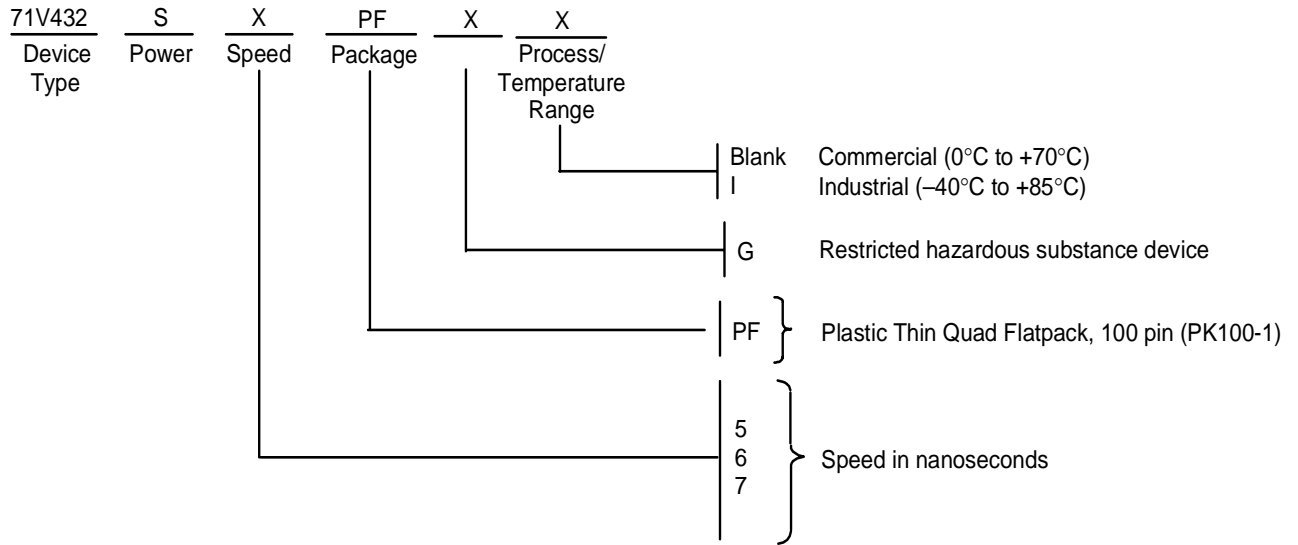 71V432 S X PF X X
Device Type
Power
Speed
Package
Process/
Temperature
Range
Blank Commercial (0°C to +70°C)
I Industrial (–40°C to +85°C)
G Restricted hazardous substance device
PF Plastic Thin Quad Flatpack, 100 pin (PK100-1)
5
6 Speed in nanoseconds
7